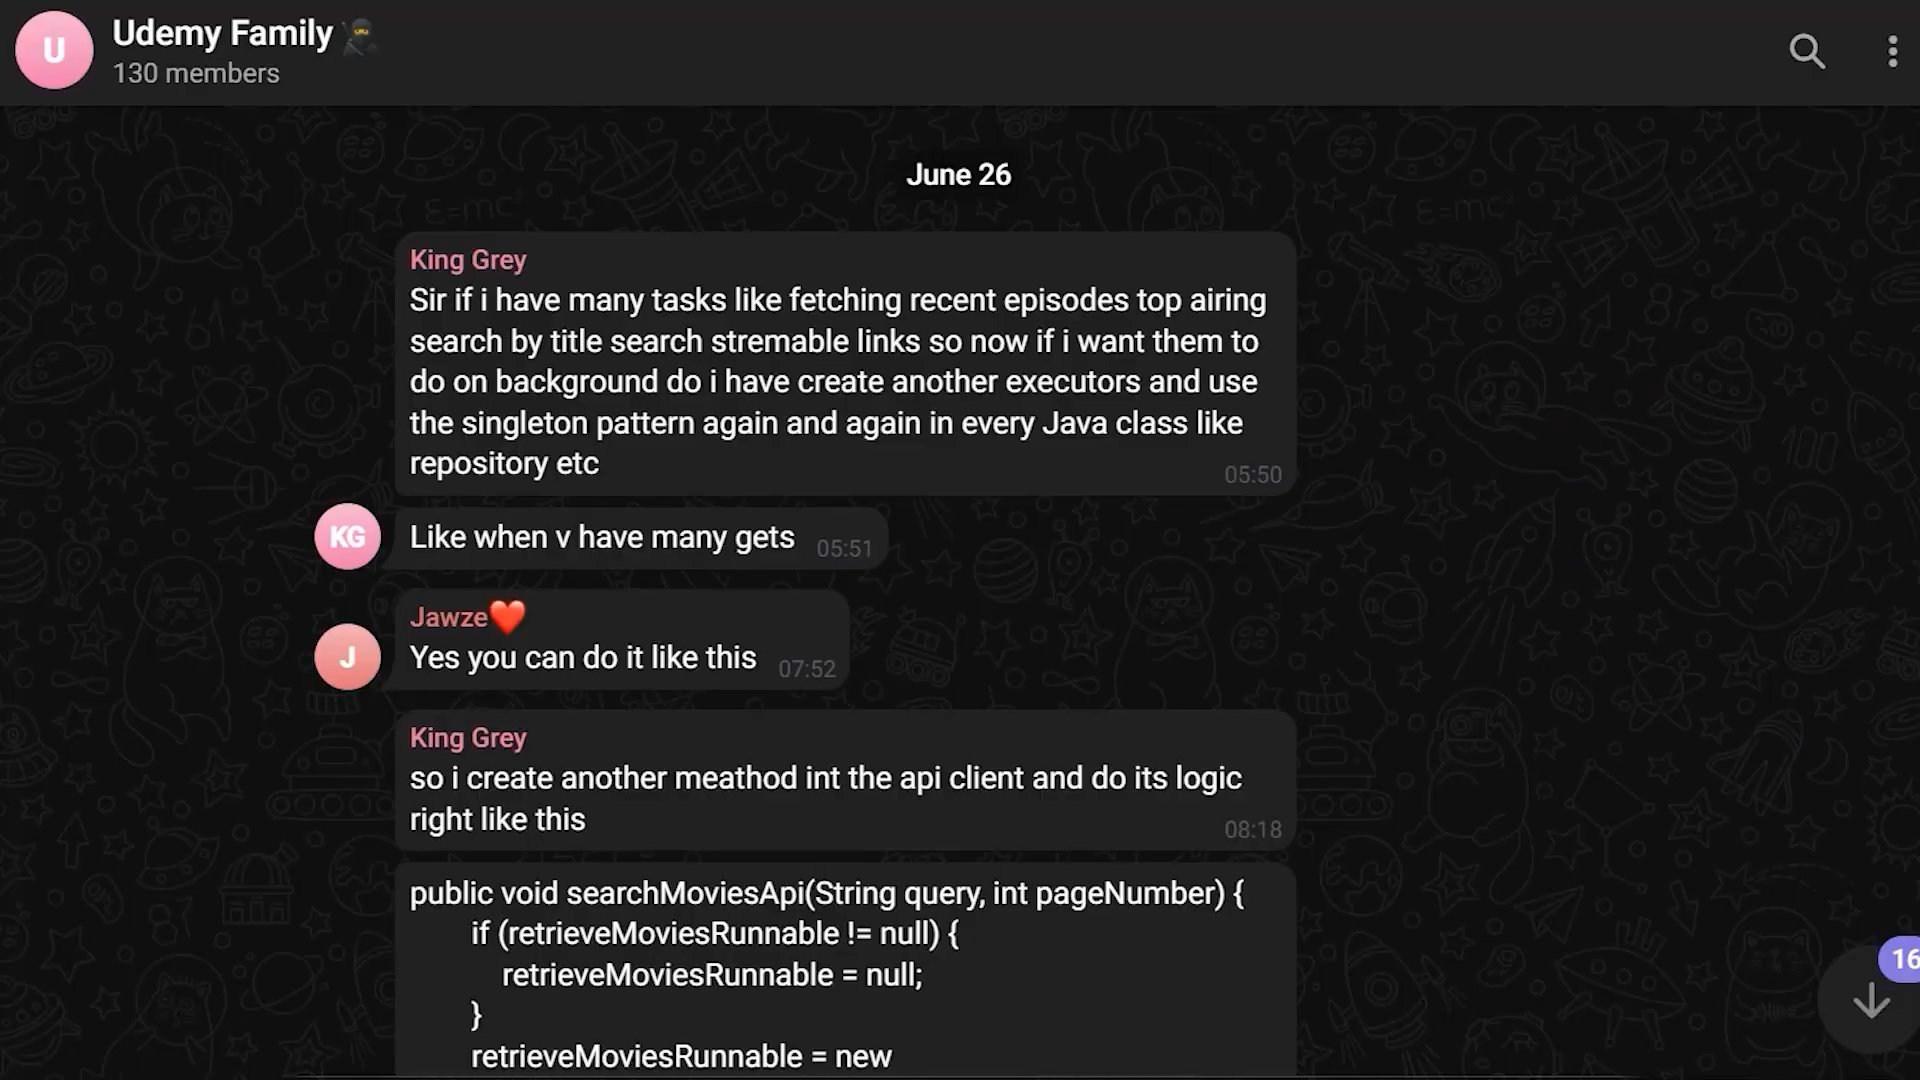 U
Udemy Family
130 members
June 26
King Grey
Sir if i have many tasks like fetching recent episodes top airing
search by title search stremable links so now if i want them to
do on background do i have create another executors and use
the singleton pattern again and again in every Java class like
repository etc
05:50
KG
Like when v have many gets
05:51
Jawze❤️
J
Yes you can do it like this
07:52
King Grey
so i create another meathod int the api client and do its logic
right like this
08:18
public void searchMoviesApi(String query, int pageNumber) {
if (retrieveMoviesRunnable != null) {
retrieveMoviesRunnable = null;
}
retrieveMoviesRunnable = new
16